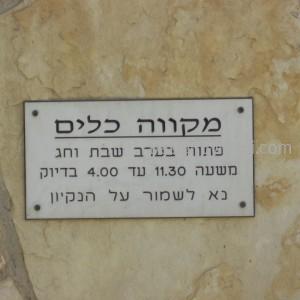 מקווה כלים
פתוח בערב שבת וחג
משעה 11.30 עד 4.00 בדיוק
נא לשמור על הנקיון